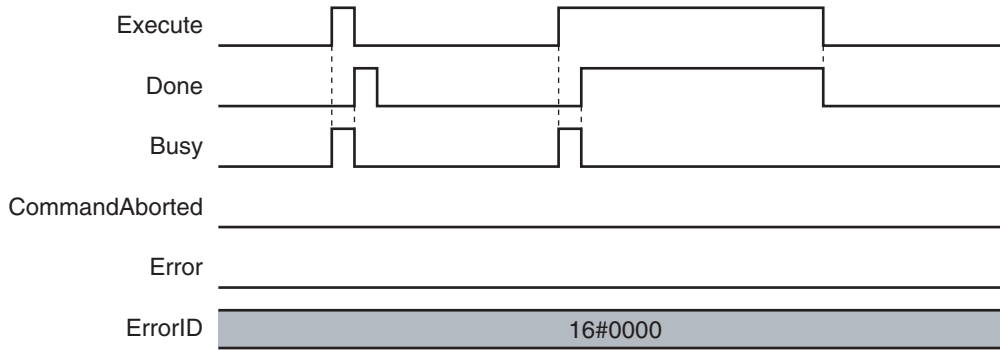 Execute
Done
Busy
CommandAborted
Error
ErrorID
16#0000